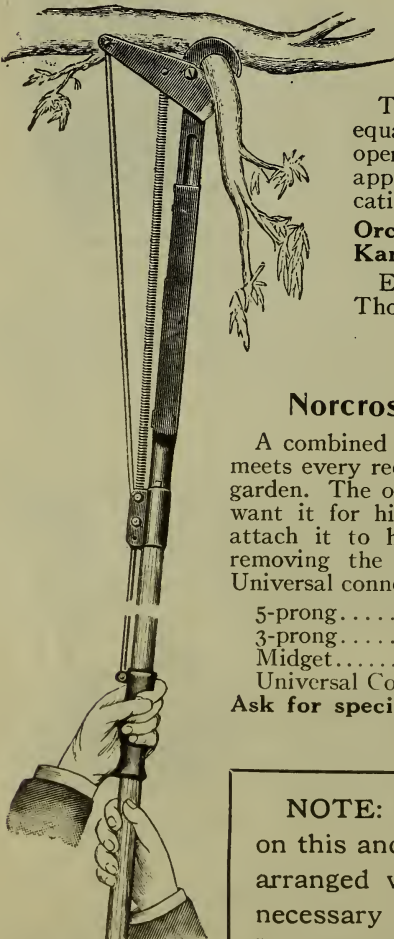 T
equa
oper
app
cati
Orc
Kar
E
Tho
Norcros
A combined
meets every rec
garden. The o
want it for hi
attach it to h
removing the
Universal conne
5-prong.....
3-prong.....
Midget......
Universal Co
Ask for speci
NOTE:
on this and
arranged v
necessary